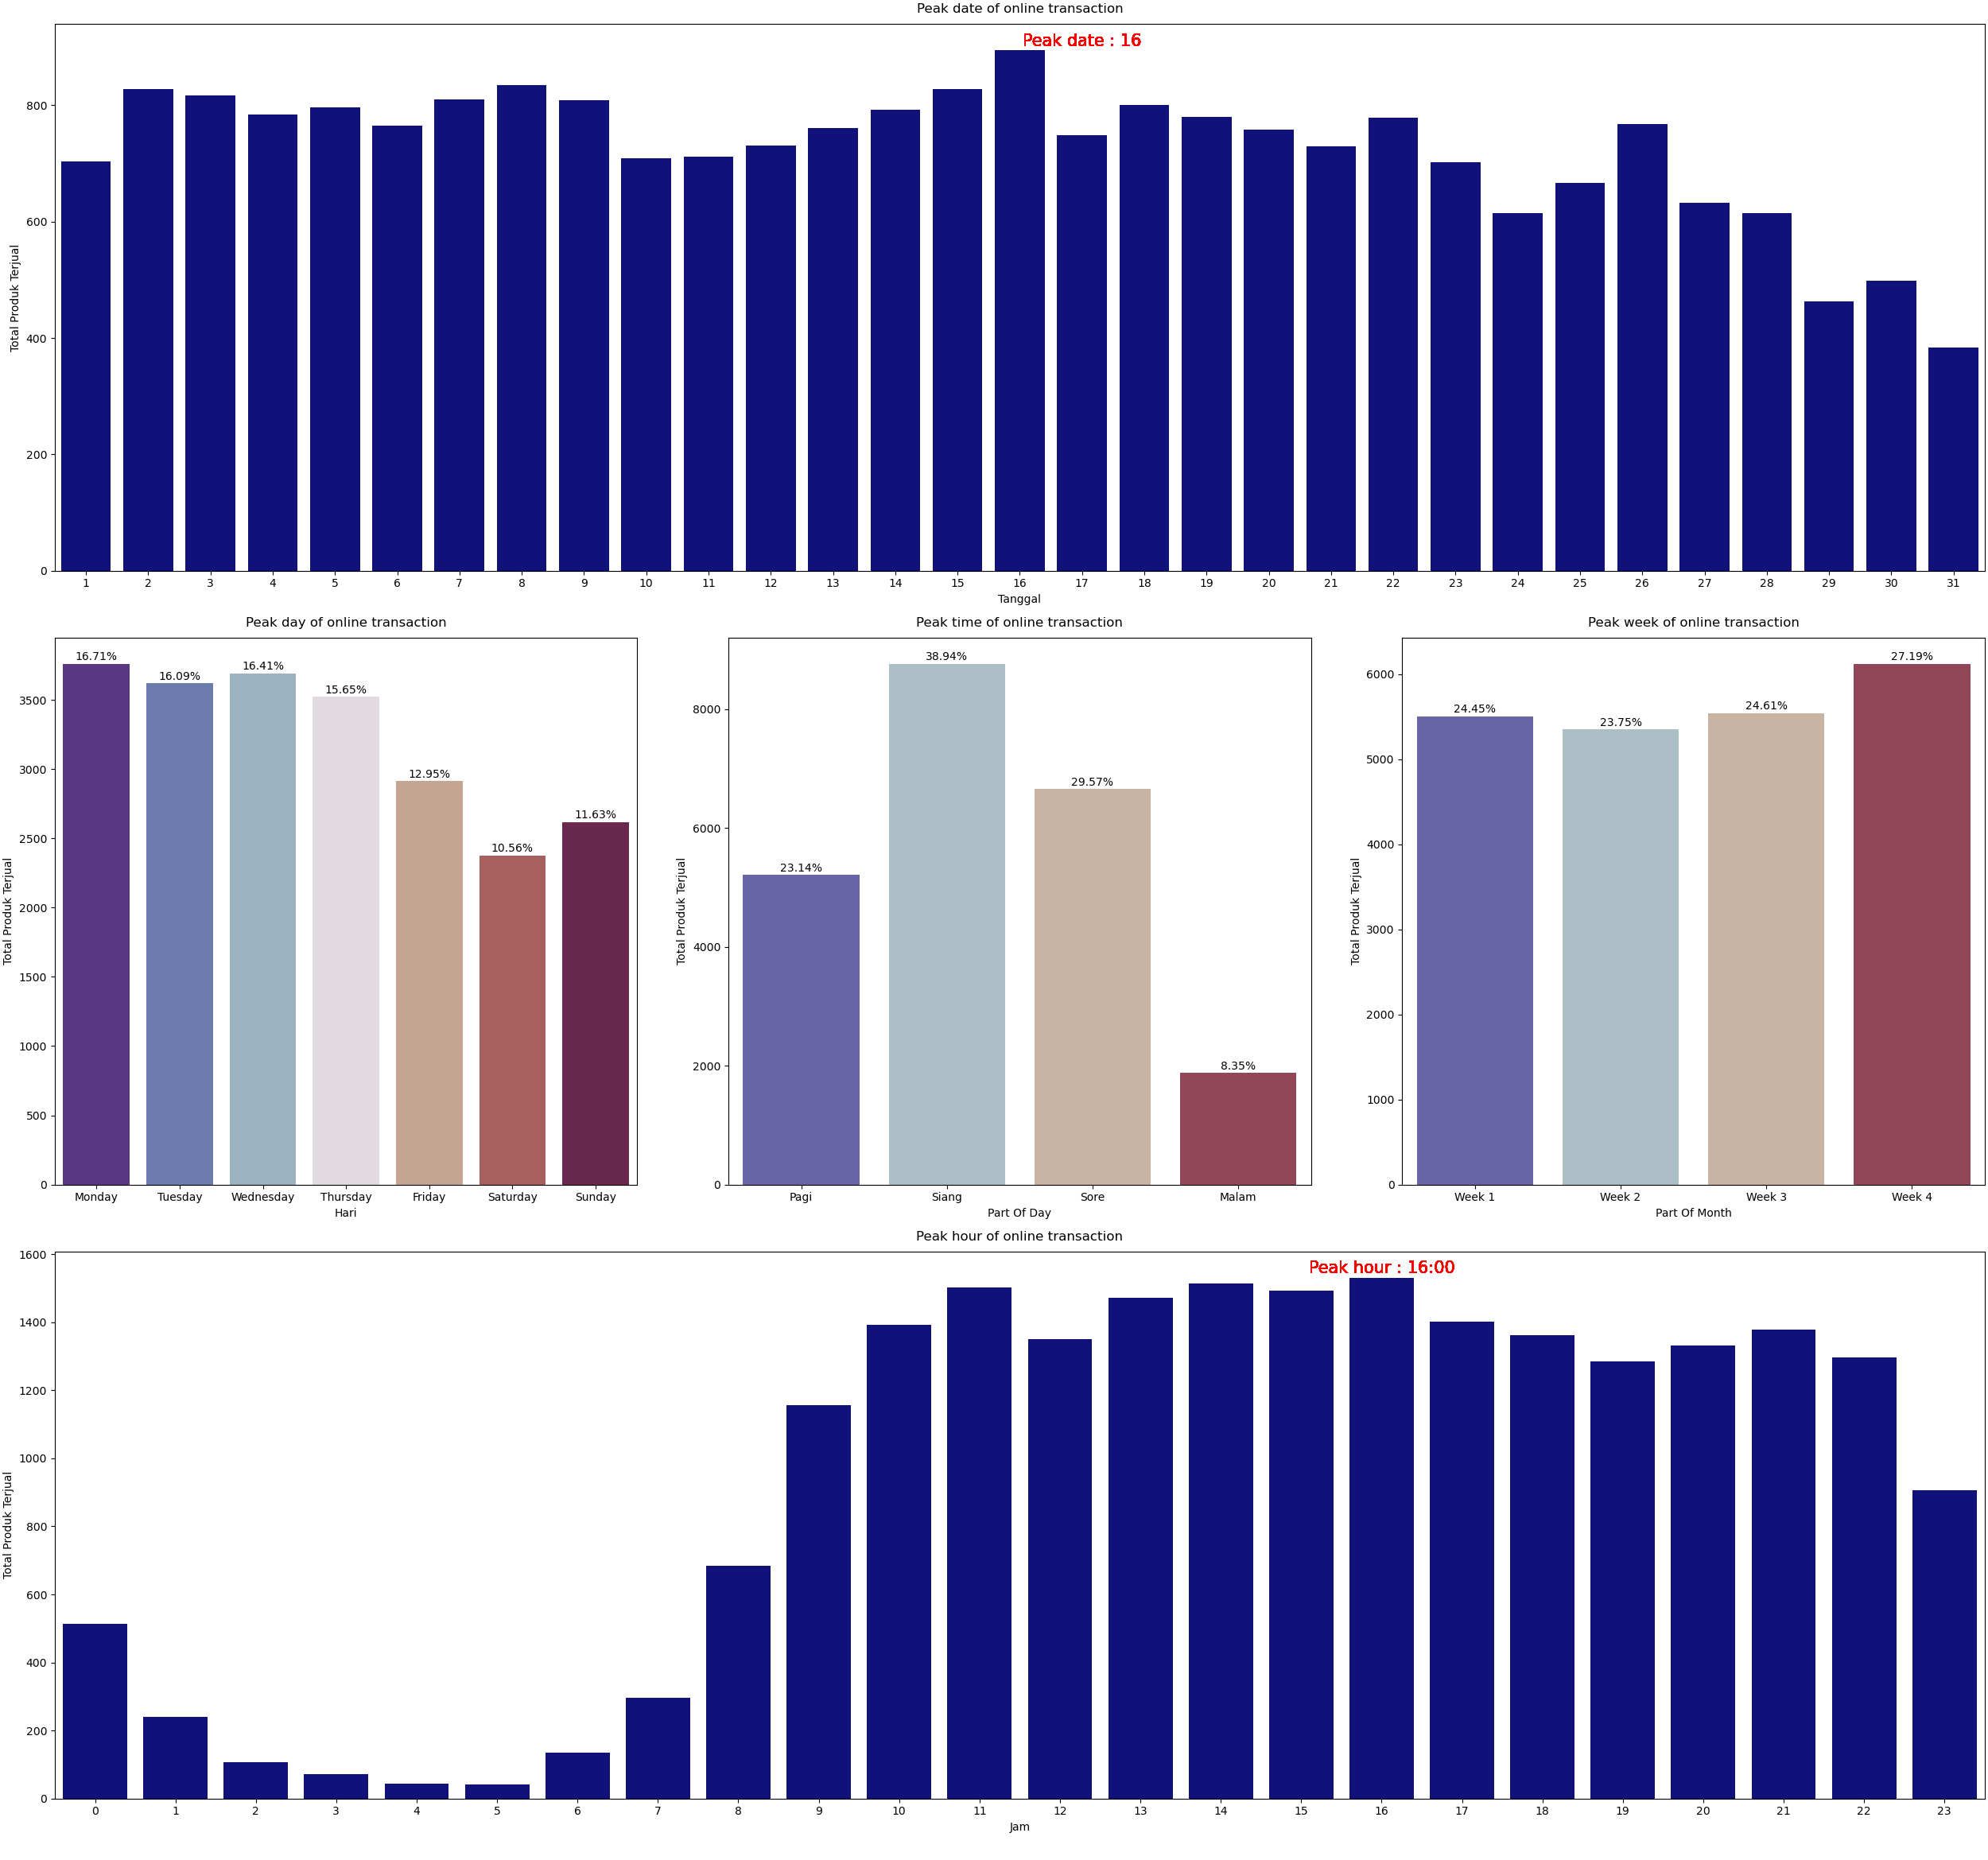 Peak date of online transaction
Peak date : 16
Total Produk Terjual
800
600
400
200
0
1 2 3 4 5 6 7 8 9 10 11 12 13 14 15 16 17 18 19 20 21 22 23 24 25 26 27 28 29 30 31
Tanggal
Peak day of online transaction
16.71% 16.09% 16.41% 15.65% 12.95% 10.56% 11.63%
Total Produk Terjual
3500
3000
2500
2000
1500
1000
500
0
Monday Tuesday Wednesday Thursday Friday Saturday Sunday
Hari
Peak time of online transaction
23.14% 38.94% 29.57% 8.35%
Total Produk Terjual
8000
6000
4000
2000
0
Pagi Siang Sore Malam
Part Of Day
Peak week of online transaction
24.45% 23.75% 24.61% 27.19%
Total Produk Terjual
6000
5000
4000
3000
2000
1000
0
Week 1 Week 2 Week 3 Week 4
Part Of Month
Peak hour of online transaction
Peak hour : 16:00
Total Produk Terjual
1600
1400
1200
1000
800
600
400
200
0
0 1 2 3 4 5 6 7 8 9 10 11 12 13 14 15 16 17 18 19 20 21 22 23
Jam